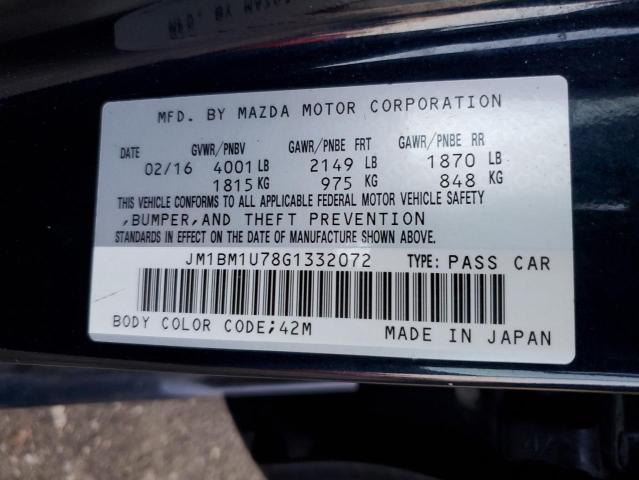 MFD. BY MAZDA MOTOR CORPORATION
DATE GVWR/PNBV GAWR/PNBE FRT GAWR/PNBE RR
02/16 4001 LB 2149 LB 1870 LB
1815 KG 975 KG 848 KG
THIS VEHICLE CONFORMS TO ALL APPLICABLE FEDERAL MOTOR VEHICLE SAFETY
,BUMPER,AND THEFT PREVENTION
STANDARDS IN EFFECT ON THE DATE OF MANUFACTURE SHOWN ABOVE.
JM1BM1U78G1332072 TYPE: PASS CAR
BODY COLOR CODE;42M MADE IN JAPAN